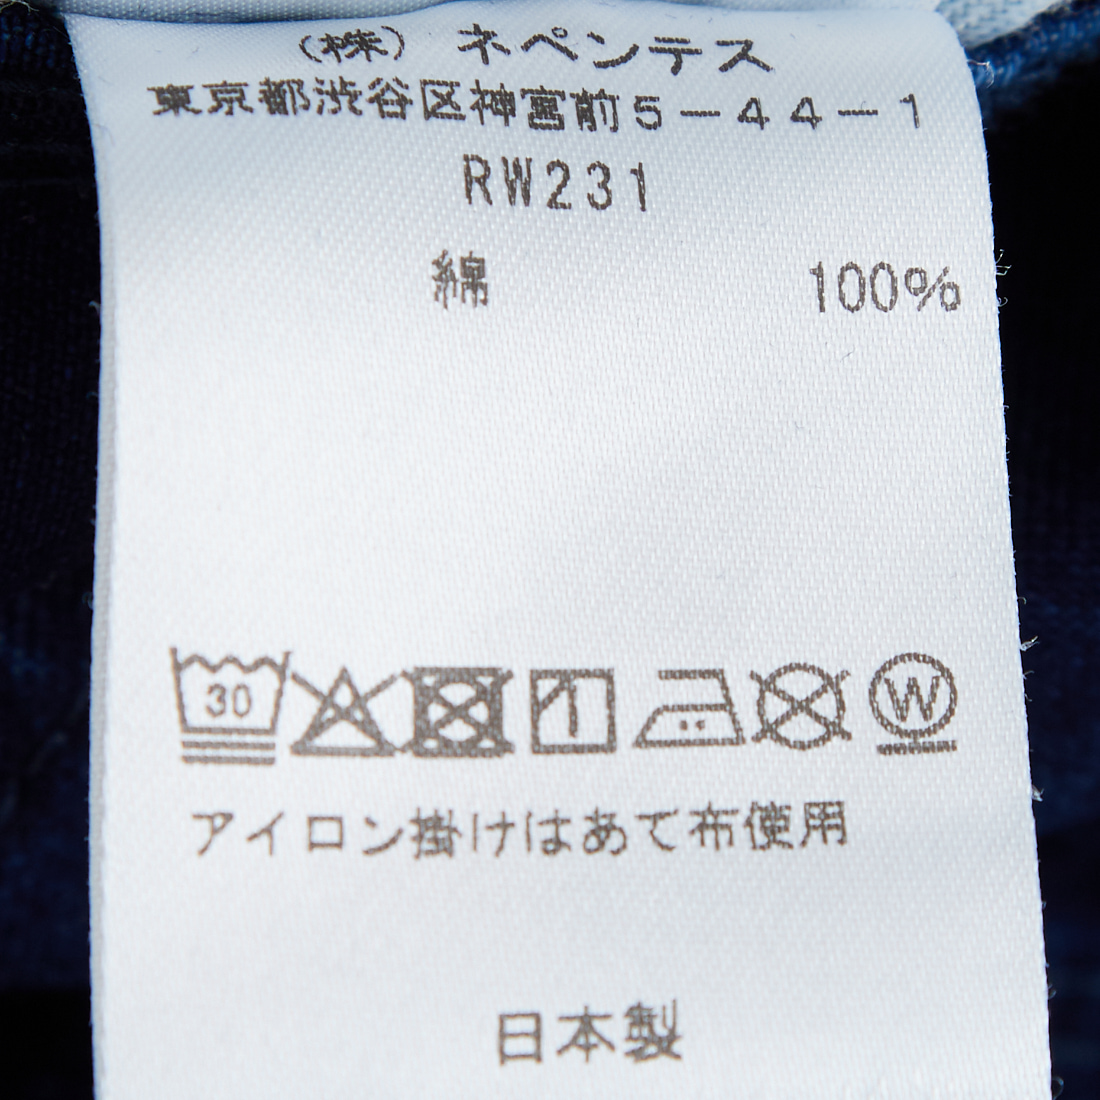 （株） ネペンテス
東京都渋谷区神宮前５－４４－１
RW231
綿 100%
30 W
アイロン掛けはあて布使用
日本製